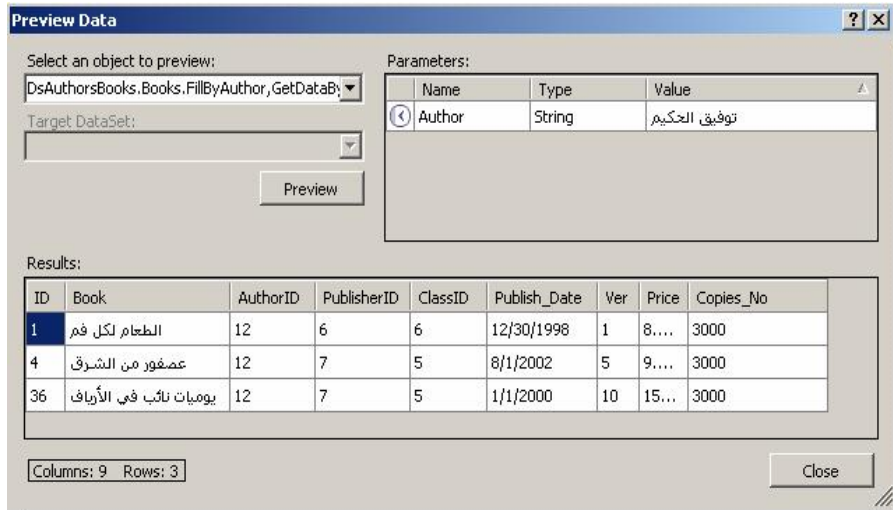 Preview Data
Select an object to preview:
DsAuthorsBooks.Books.FillByAuthor,GetDataBy
Target DataSet:
Preview
Parameters:
Name Type Value
Author String توفيق الحكيم
Results:
ID Book AuthorID PublisherID ClassID Publish_Date Ver Price Copies_No
1 الطعام لكل فم 12 6 6 12/30/1998 1 8.... 3000
4 عصفور من الشرق 12 7 5 8/1/2002 5 9.... 3000
36 يوميات نائب في الأرياف 12 7 5 1/1/2000 10 15... 3000
Columns: 9 Rows: 3
Close